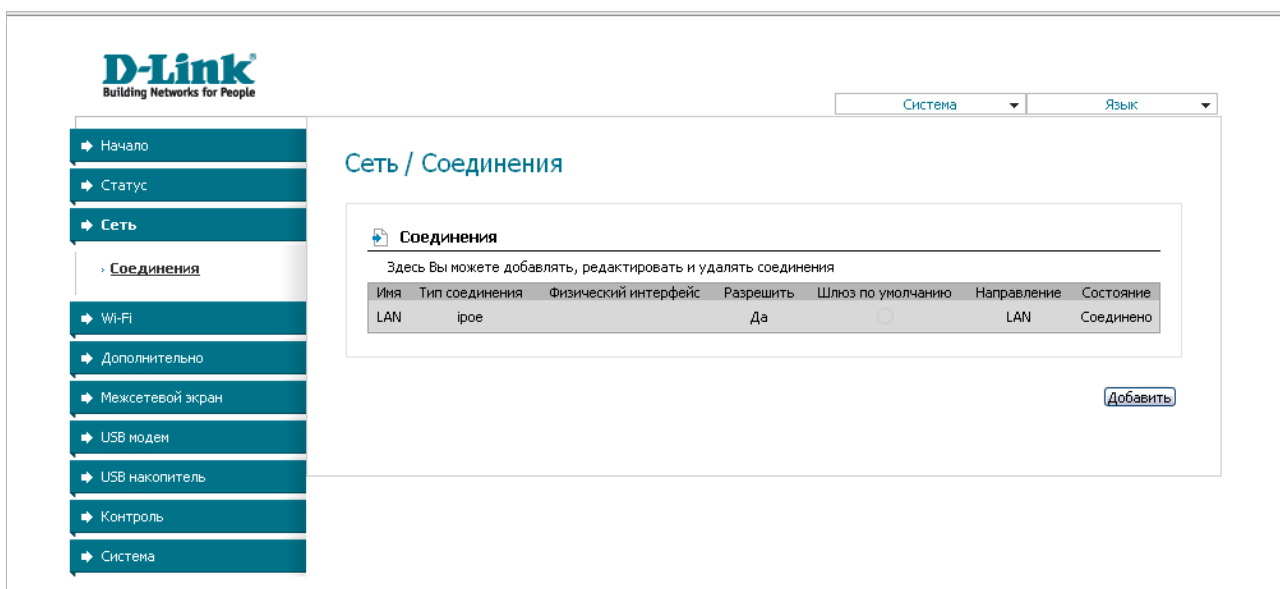 D-Link
Building Networks for People
Система Язык
Начало
Статус
Сеть
Соединения
Wi-Fi
Дополнительно
Межсетевой экран
USB модем
USB накопитель
Контроль
Система
Сеть / Соединения
Соединения
Здесь Вы можете добавлять, редактировать и удалять соединения
Имя Тип соединения Физический интерфейс Разрешить Шлюз по умолчанию Направление Состояние
LAN ipoe Да LAN Соединено
Добавить